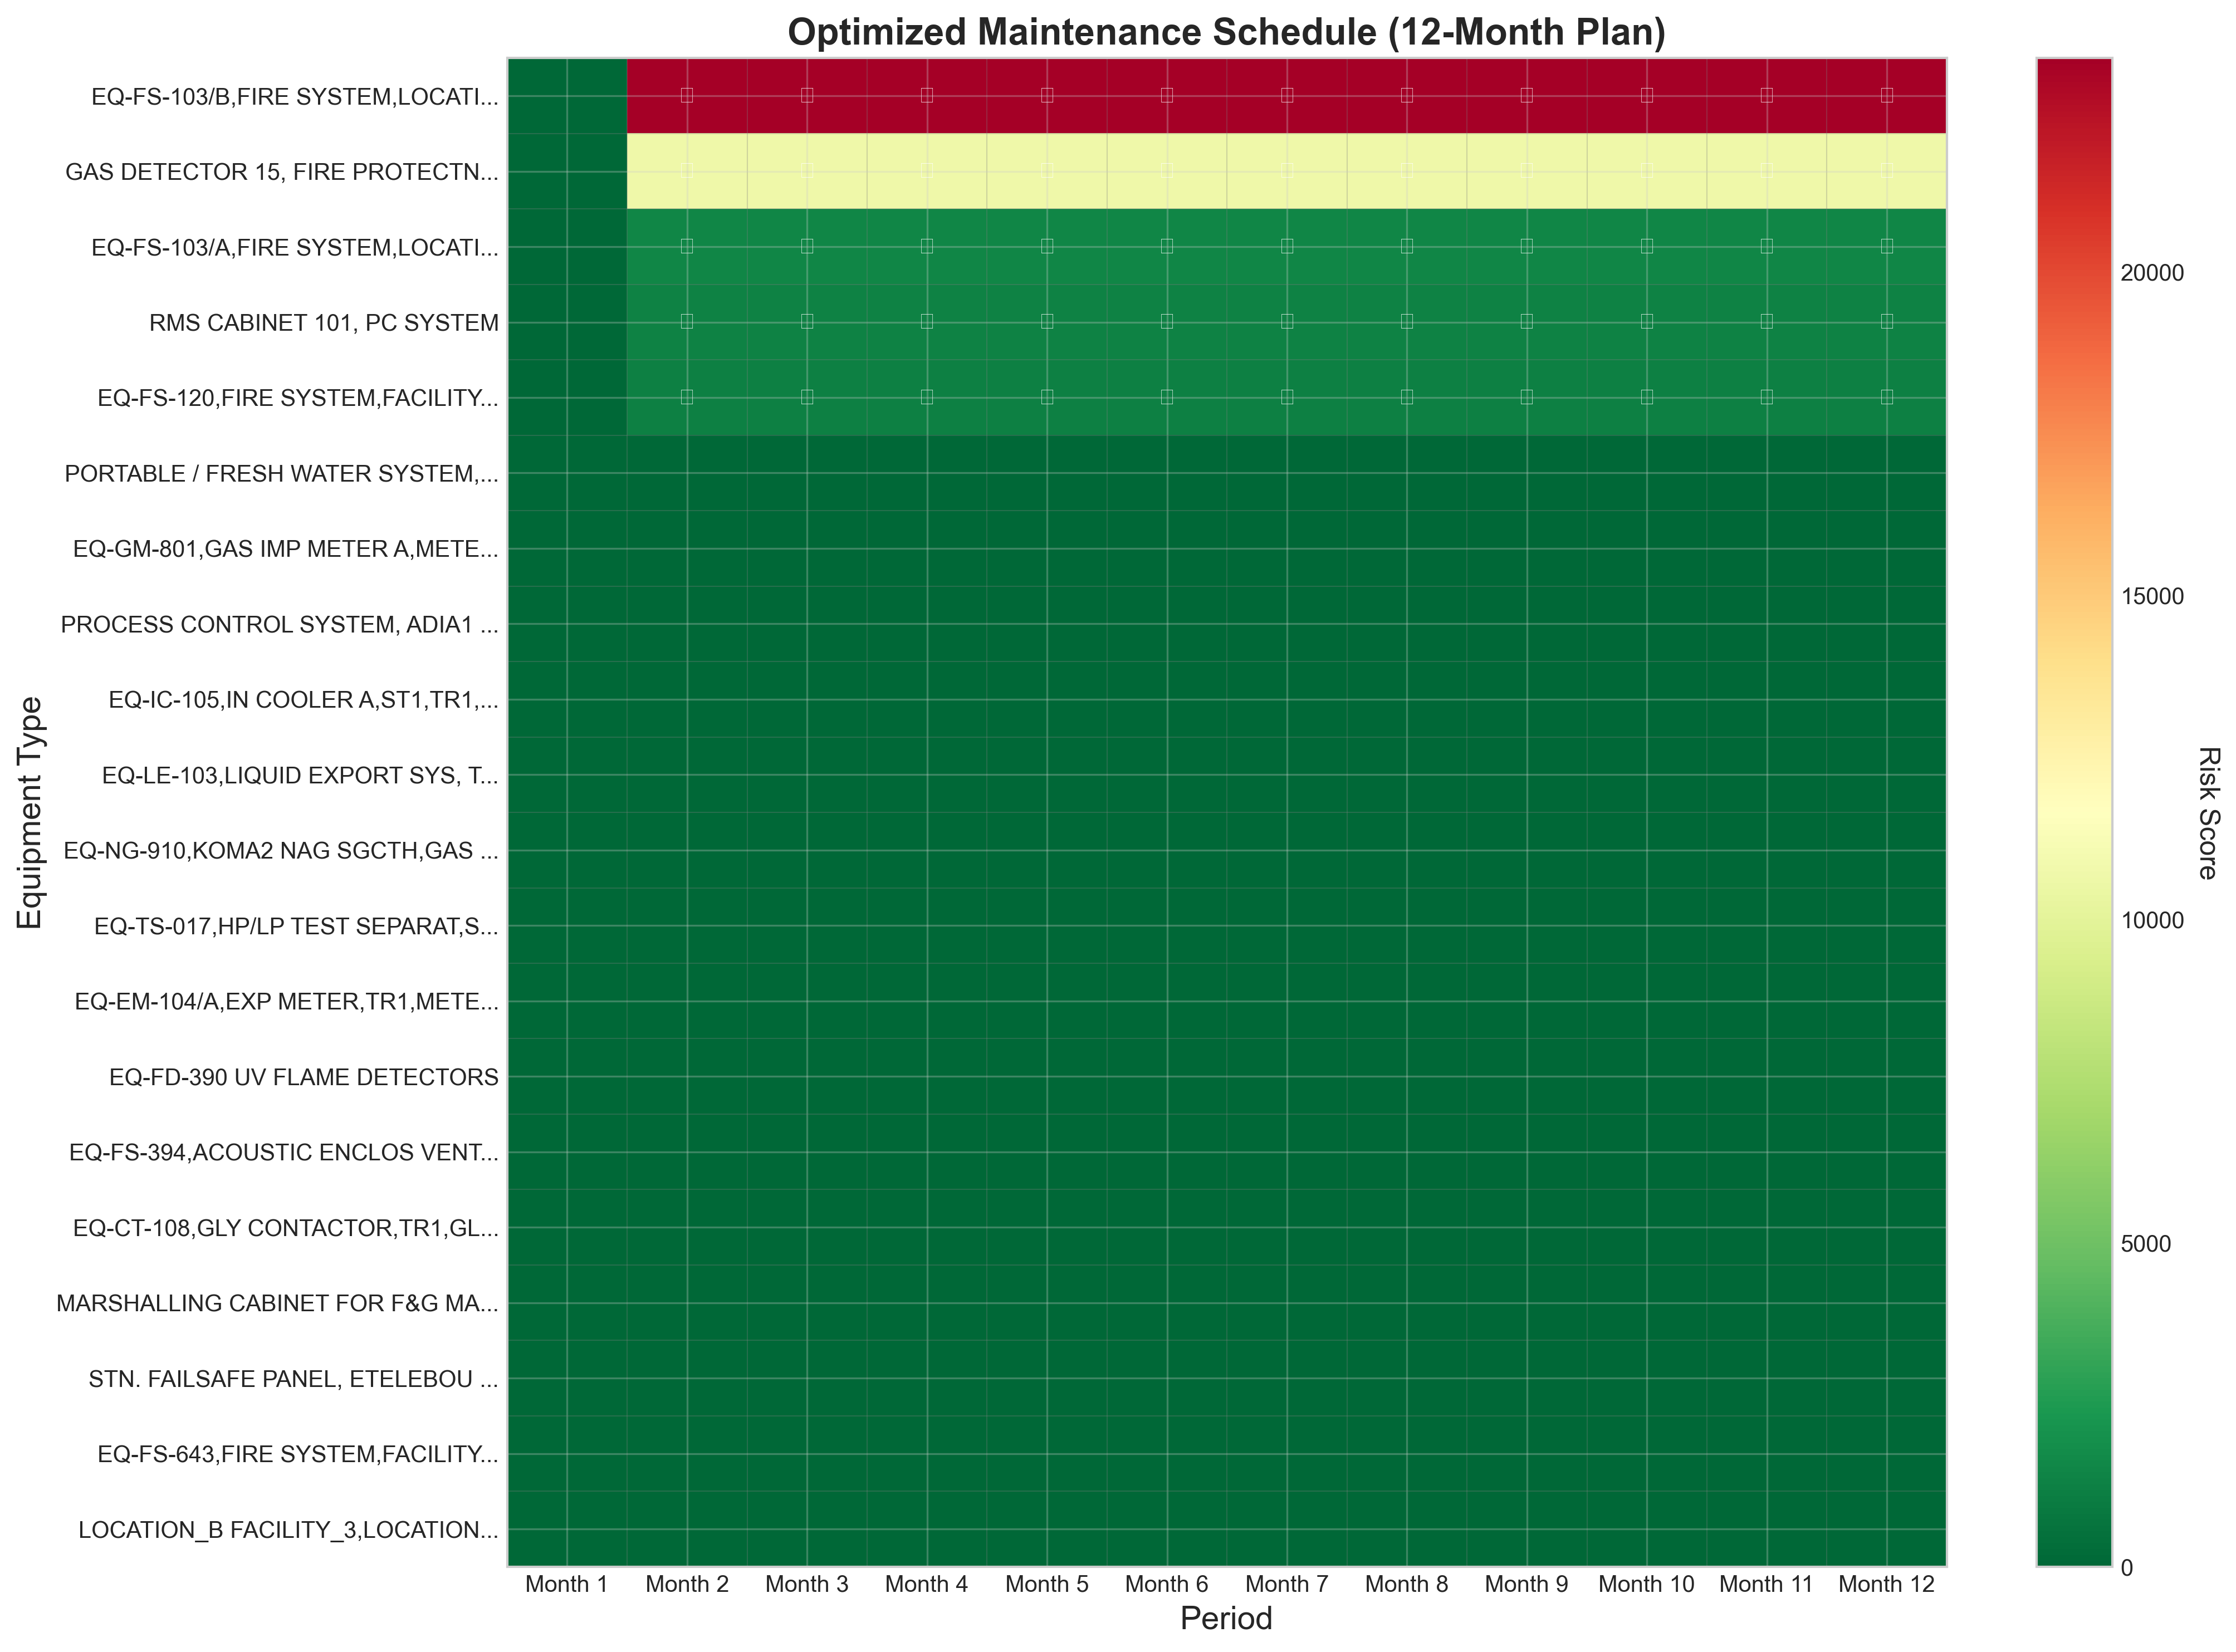 Optimized Maintenance Schedule (12-Month Plan)
EQ-FS-103/B,FIRE SYSTEM,LOCATI...
GAS DETECTOR 15, FIRE PROTECTN...
EQ-FS-103/A,FIRE SYSTEM,LOCATI...
RMS CABINET 101, PC SYSTEM
EQ-FS-120,FIRE SYSTEM,FACILITY...
PORTABLE / FRESH WATER SYSTEM,...
EQ-GM-801,GAS IMP METER A,METE...
PROCESS CONTROL SYSTEM, ADIA1 ...
EQ-IC-105,IN COOLER A,ST1,TR1,...
EQ-LE-103,LIQUID EXPORT SYS, T...
EQ-NG-910,KOMA2 NAG SGCTH,GAS ...
EQ-TS-017,HP/LP TEST SEPARAT,S...
EQ-EM-104/A,EXP METER,TR1,METE...
EQ-FD-390 UV FLAME DETECTORS
EQ-FS-394,ACOUSTIC ENCLOS VENT...
EQ-CT-108,GLY CONTACTOR,TR1,GL...
MARSHALLING CABINET FOR F&G MA...
STN. FAILSAFE PANEL, ETELEBOU ...
EQ-FS-643,FIRE SYSTEM,FACILITY...
LOCATION_B FACILITY_3,LOCATION...
Equipment Type
Month 1 Month 2 Month 3 Month 4 Month 5 Month 6 Month 7 Month 8 Month 9 Month 10 Month 11 Month 12
Period
20000
15000
10000
5000
0
Risk Score